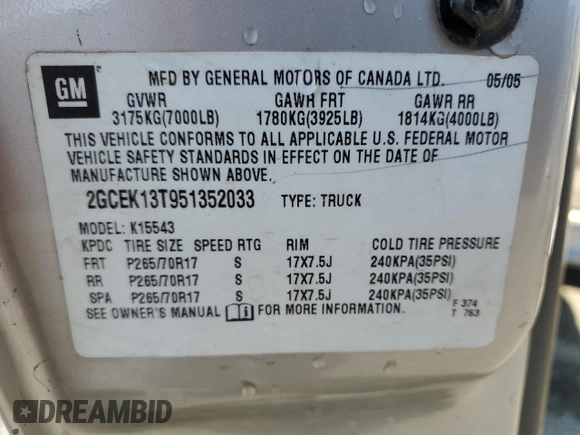 GM MFD BY GENERAL MOTORS OF CANADA LTD. 05/05
GVWR GAWR FRT GAWR RR
3175KG(7000LB) 1780KG(3925LB) 1814KG(4000LB)
THIS VEHICLE CONFORMS TO ALL APPLICABLE U.S. FEDERAL MOTOR
VEHICLE SAFETY STANDARDS IN EFFECT ON THE DATE OF
MANUFACTURE SHOWN ABOVE.
2GCEK13T951352033 TYPE: TRUCK
MODEL: K15543
KPDC TIRE SIZE SPEED RTG RIM COLD TIRE PRESSURE
FRT P265/70R17 S 17X7.5J 240KPA(35PSI)
RR P265/70R17 S 17X7.5J 240KPA(35PSI)
SPA P265/70R17 S 17X7.5J 240KPA(35PSI)
SEE OWNER'S MANUAL FOR MORE INFORMATION.
F 374
T 763
DREAMBID